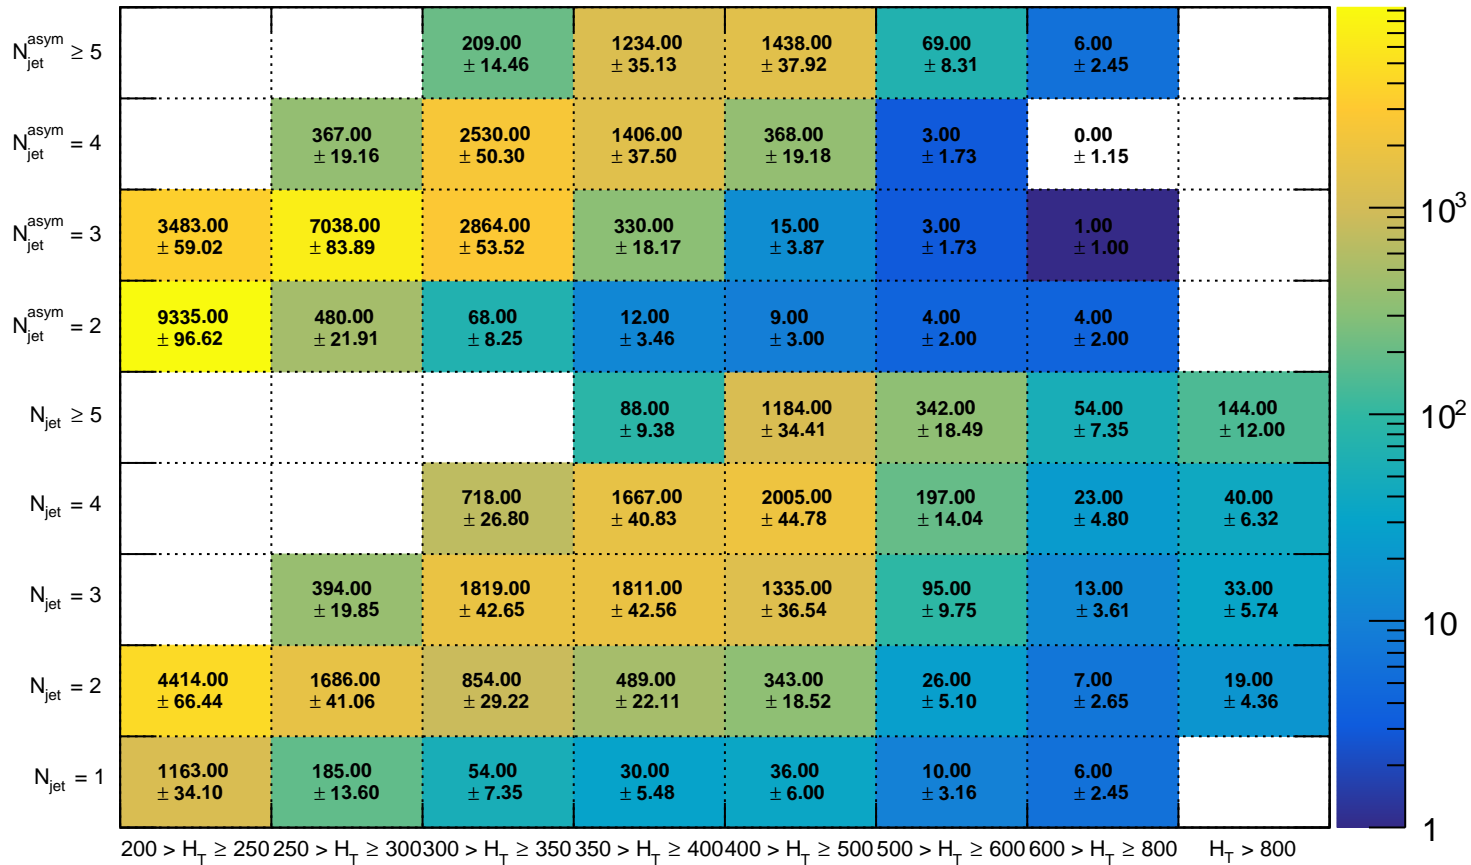 N_jet^asym ≥ 5
209.00 1234.00 1438.00 69.00 6.00
± 14.46 ± 35.13 ± 37.92 ± 8.31 ± 2.45
N_jet^asym = 4
367.00 2530.00 1406.00 368.00 3.00 0.00
± 19.16 ± 50.30 ± 37.50 ± 19.18 ± 1.73 ± 1.15
N_jet^asym = 3
3483.00 7038.00 2864.00 330.00 15.00 3.00 1.00
± 59.02 ± 83.89 ± 53.52 ± 18.17 ± 3.87 ± 1.73 ± 1.00
N_jet^asym = 2
9335.00 480.00 68.00 12.00 9.00 4.00 4.00
± 96.62 ± 21.91 ± 8.25 ± 3.46 ± 3.00 ± 2.00 ± 2.00
N_jet ≥ 5
88.00 1184.00 342.00 54.00 144.00
± 9.38 ± 34.41 ± 18.49 ± 7.35 ± 12.00
N_jet = 4
718.00 1667.00 2005.00 197.00 23.00 40.00
± 26.80 ± 40.83 ± 44.78 ± 14.04 ± 4.80 ± 6.32
N_jet = 3
394.00 1819.00 1811.00 1335.00 95.00 13.00 33.00
± 19.85 ± 42.65 ± 42.56 ± 36.54 ± 9.75 ± 3.61 ± 5.74
N_jet = 2
4414.00 1686.00 854.00 489.00 343.00 26.00 7.00 19.00
± 66.44 ± 41.06 ± 29.22 ± 22.11 ± 18.52 ± 5.10 ± 2.65 ± 4.36
N_jet = 1
1163.00 185.00 54.00 30.00 36.00 10.00 6.00
± 34.10 ± 13.60 ± 7.35 ± 5.48 ± 6.00 ± 3.16 ± 2.45
200 > H_T ≥ 250 250 > H_T ≥ 300 300 > H_T ≥ 350 350 > H_T ≥ 400 400 > H_T ≥ 500 500 > H_T ≥ 600 600 > H_T ≥ 800 H_T > 800
10^3
10^2
10
1